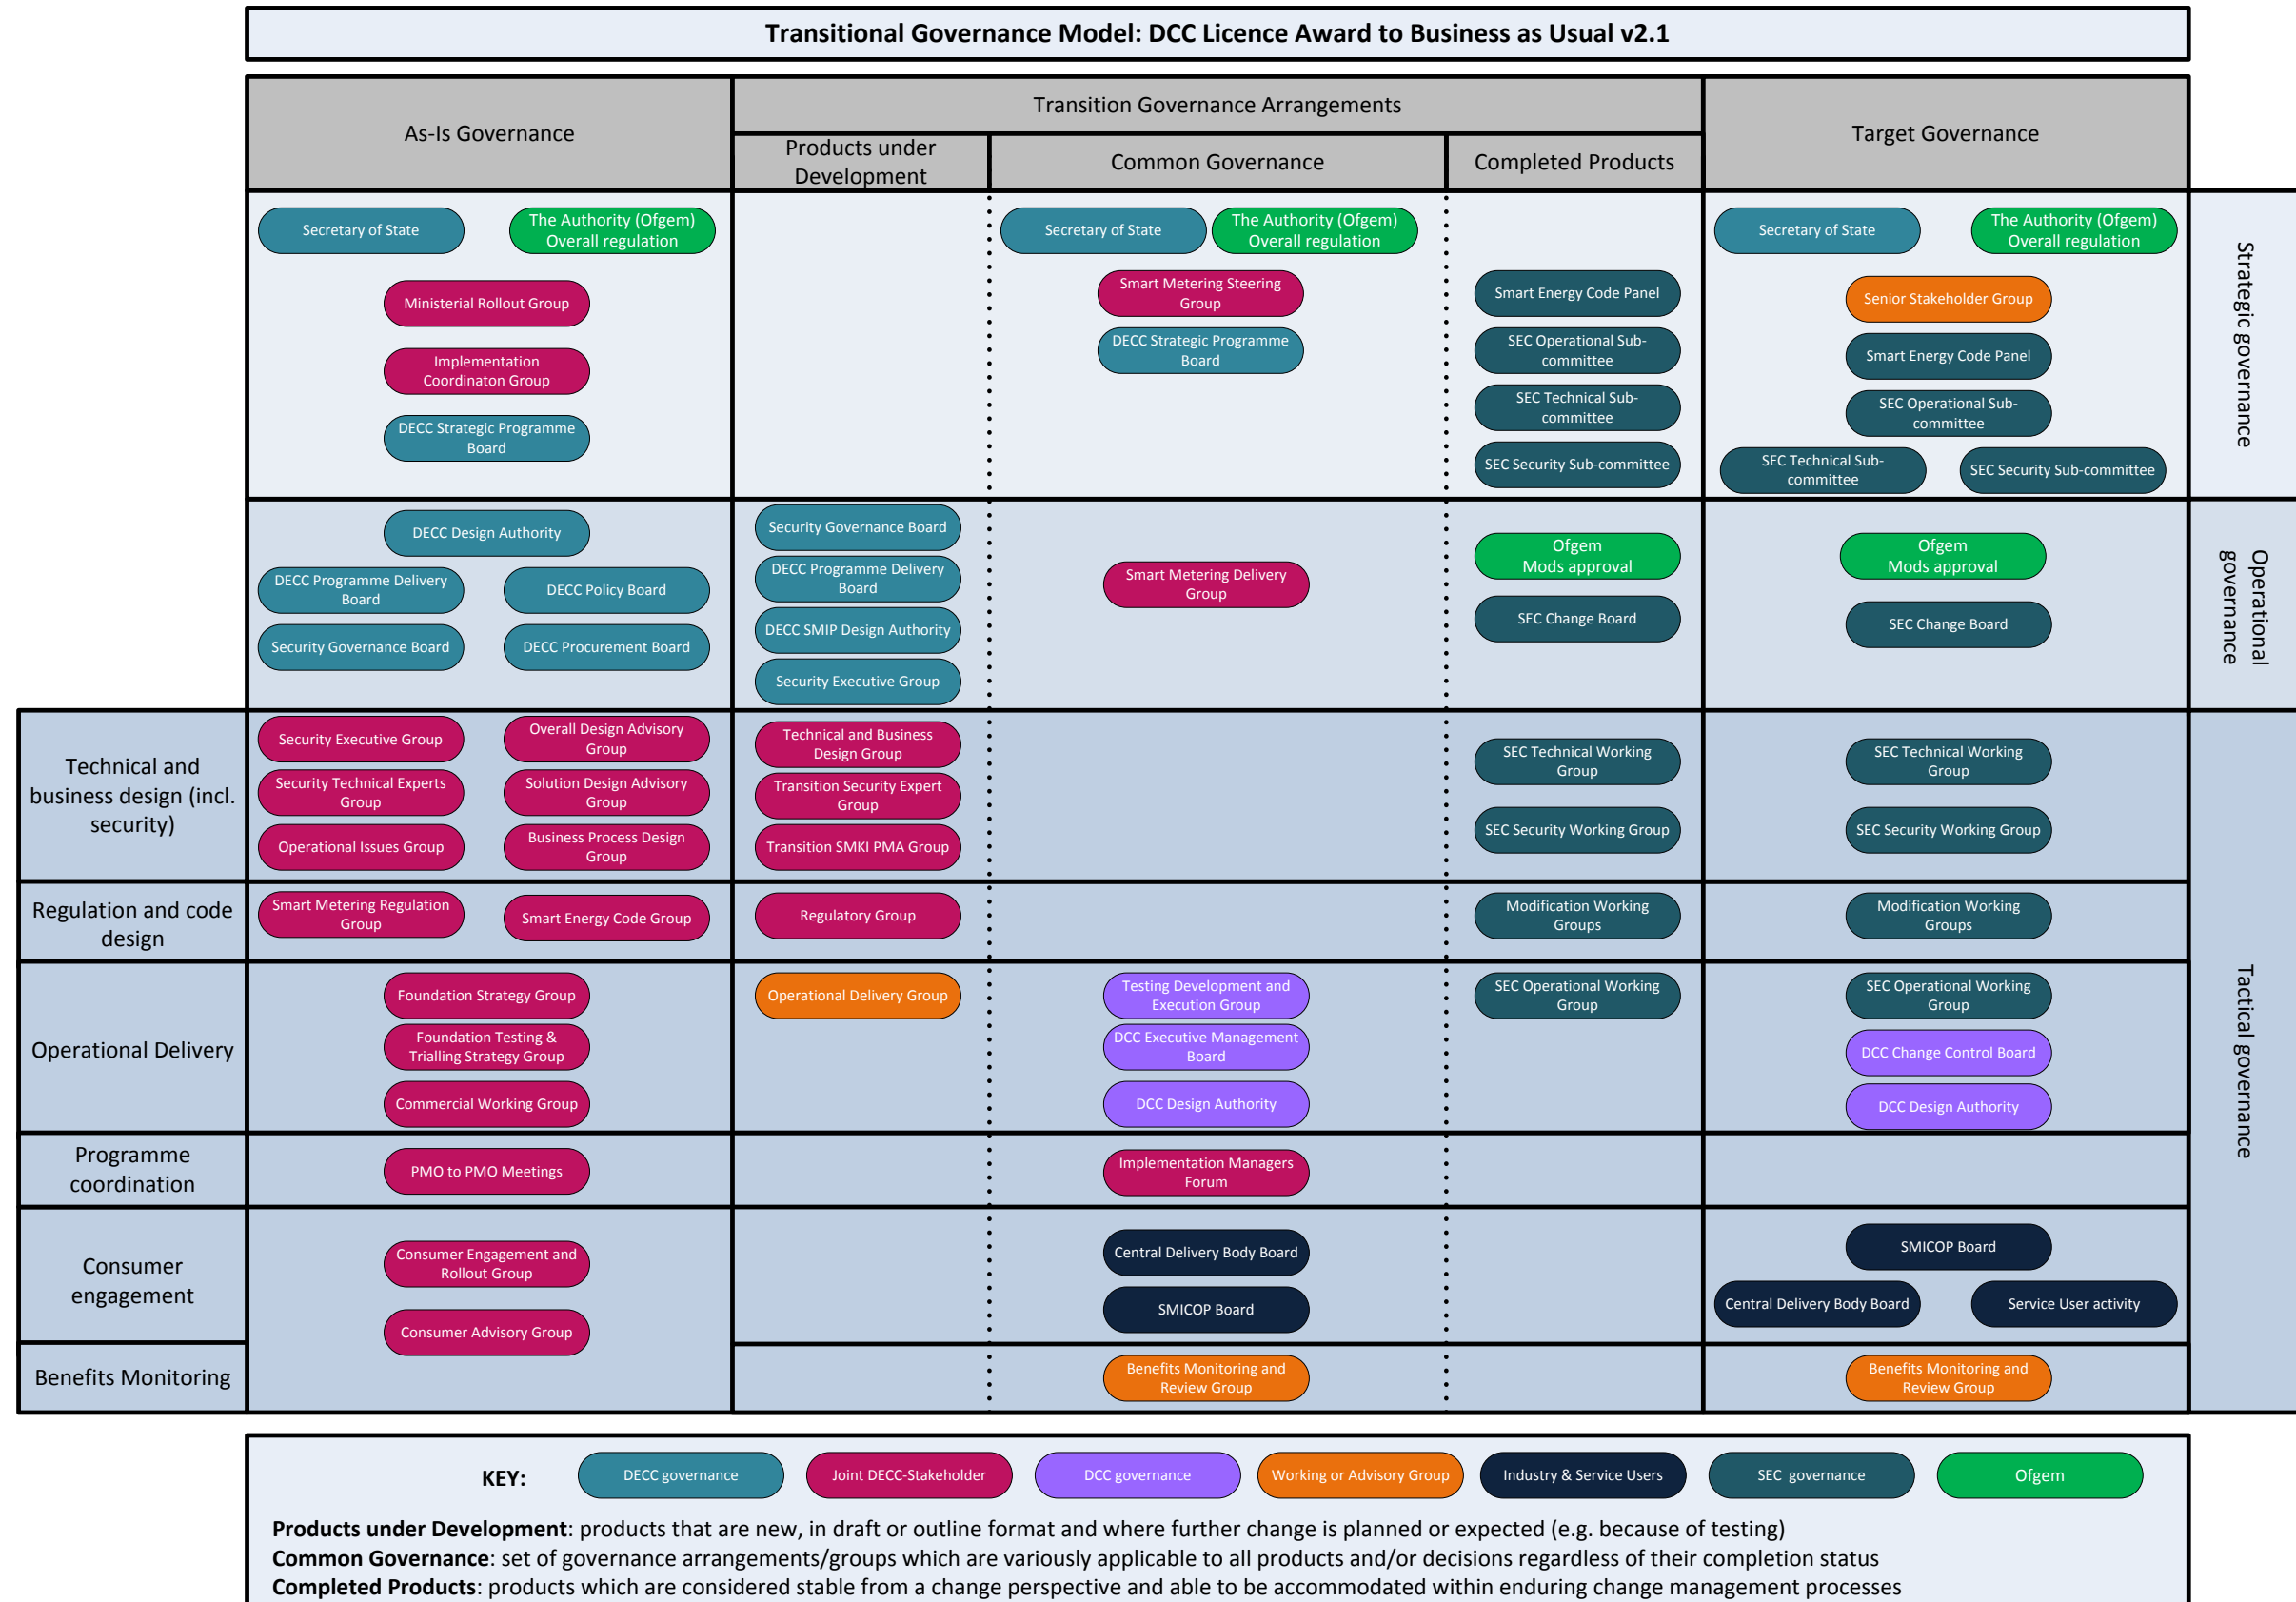 Transitional Governance Model: DCC Licence Award to Business as Usual v2.1
As-Is Governance
Transition Governance Arrangements
Target Governance
Products under
Development
Common Governance
Completed Products
Strategic governance
Secretary of State
The Authority (Ofgem)
Overall regulation
Ministerial Rollout Group
Implementation
Coordinaton Group
DECC Strategic Programme
Board
Secretary of State
The Authority (Ofgem)
Overall regulation
Smart Metering Steering
Group
DECC Strategic Programme
Board
Smart Energy Code Panel
SEC Operational Sub-
committee
SEC Technical Sub-
committee
SEC Security Sub-committee
Secretary of State
The Authority (Ofgem)
Overall regulation
Senior Stakeholder Group
Smart Energy Code Panel
SEC Operational Sub-
committee
SEC Technical Sub-
committee
SEC Security Sub-committee
Operational
governance
DECC Design Authority
DECC Programme Delivery
Board
DECC Policy Board
Security Governance Board
DECC Procurement Board
Security Governance Board
DECC Programme Delivery
Board
DECC SMIP Design Authority
Security Executive Group
Smart Metering Delivery
Group
Ofgem
Mods approval
SEC Change Board
Ofgem
Mods approval
SEC Change Board
Tactical governance
Technical and
business design (incl.
security)
Security Executive Group
Overall Design Advisory
Group
Security Technical Experts
Group
Solution Design Advisory
Group
Operational Issues Group
Business Process Design
Group
Technical and Business
Design Group
Transition Security Expert
Group
Transition SMKI PMA Group
SEC Technical Working
Group
SEC Security Working Group
SEC Technical Working
Group
SEC Security Working Group
Regulation and code
design
Smart Metering Regulation
Group
Smart Energy Code Group
Regulatory Group
Modification Working
Groups
Modification Working
Groups
Operational Delivery
Foundation Strategy Group
Foundation Testing &
Trialling Strategy Group
Commercial Working Group
Operational Delivery Group
Testing Development and
Execution Group
DCC Executive Management
Board
DCC Design Authority
SEC Operational Working
Group
SEC Operational Working
Group
DCC Change Control Board
DCC Design Authority
Programme
coordination
PMO to PMO Meetings
Implementation Managers
Forum
Consumer
engagement
Consumer Engagement and
Rollout Group
Consumer Advisory Group
Central Delivery Body Board
SMICOP Board
SMICOP Board
Central Delivery Body Board
Service User activity
Benefits Monitoring
Benefits Monitoring and
Review Group
Benefits Monitoring and
Review Group
KEY:
DECC governance
Joint DECC-Stakeholder
DCC governance
Working or Advisory Group
Industry & Service Users
SEC governance
Ofgem
Products under Development: products that are new, in draft or outline format and where further change is planned or expected (e.g. because of testing)
Common Governance: set of governance arrangements/groups which are variously applicable to all products and/or decisions regardless of their completion status
Completed Products: products which are considered stable from a change perspective and able to be accommodated within enduring change management processes